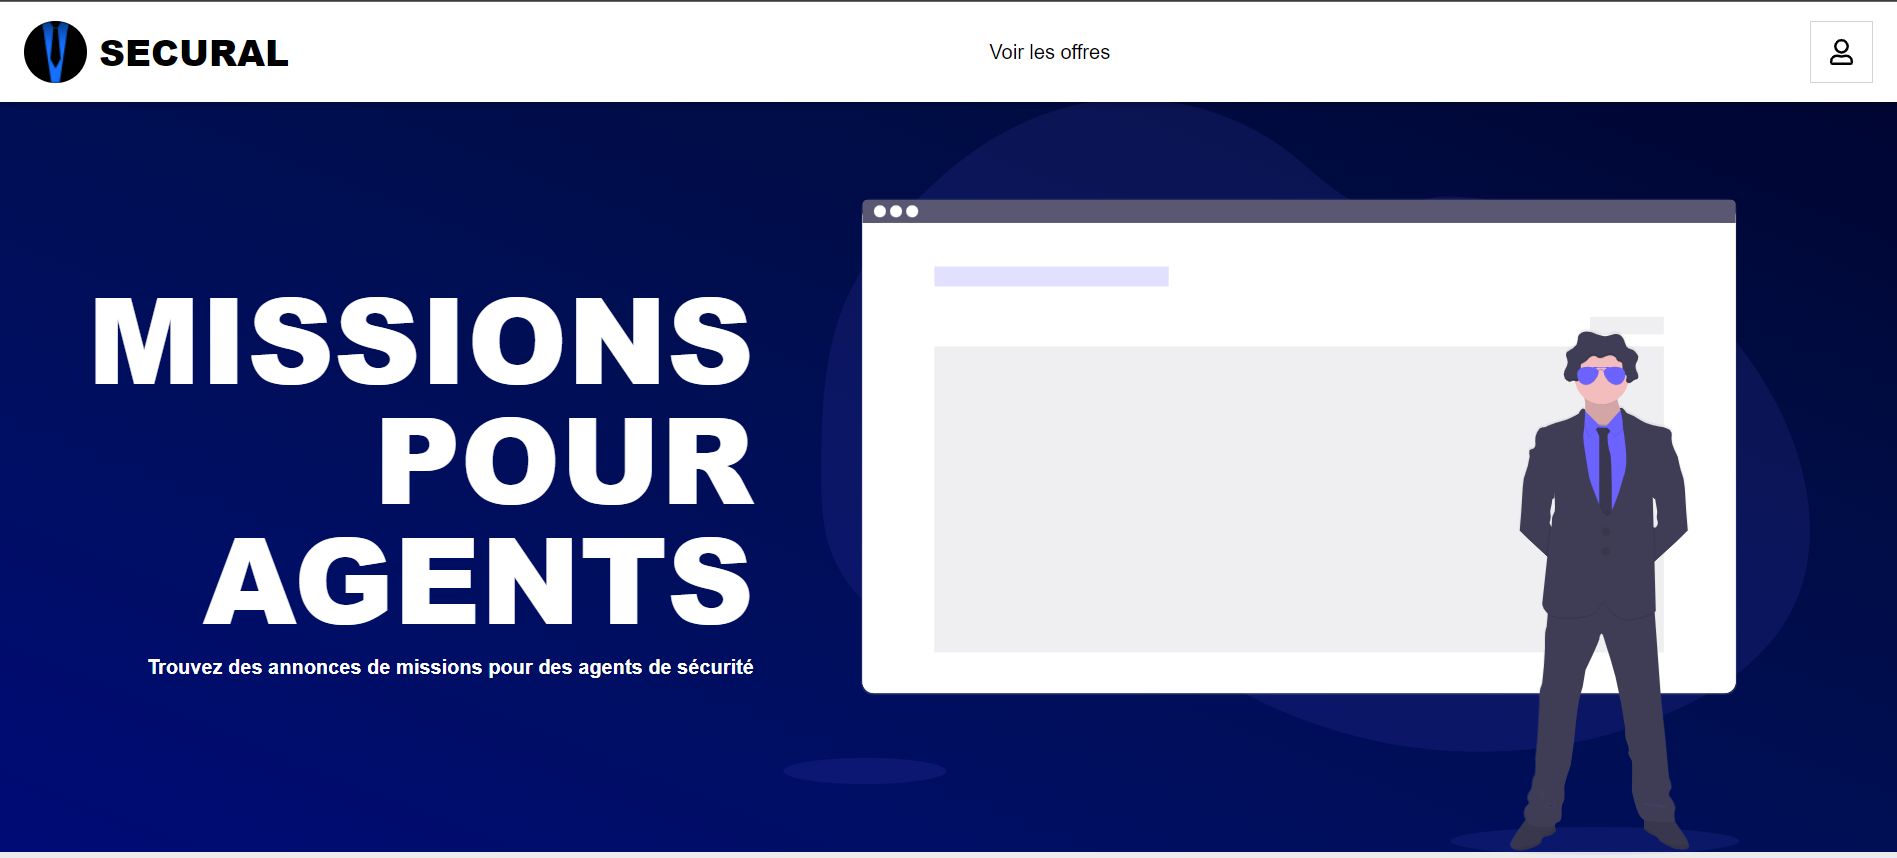 SECURAL
Voir les offres
MISSIONS
POUR
AGENTS
Trouvez des annonces de missions pour des agents de sécurité